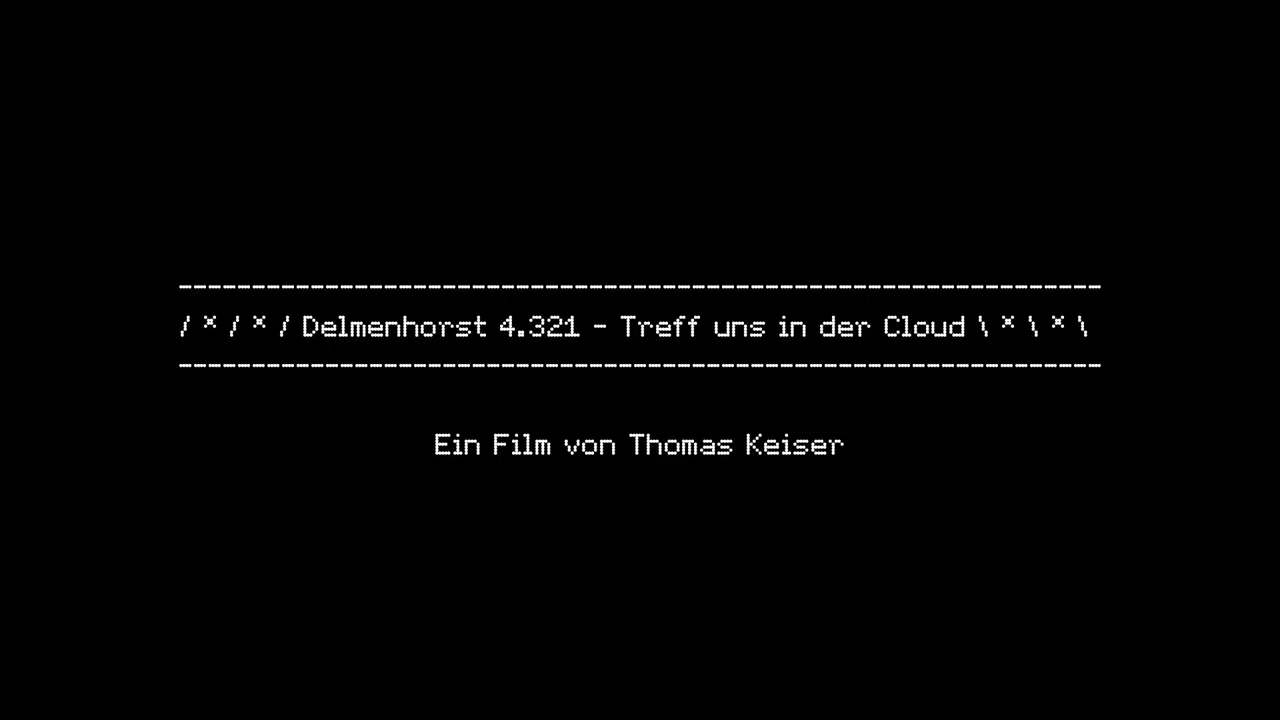 ---------------------------------------------------------------
/ * / * / Delmenhorst 4.321 - Treff uns in der Cloud \ * \ * \
---------------------------------------------------------------
Ein Film von Thomas Keiser